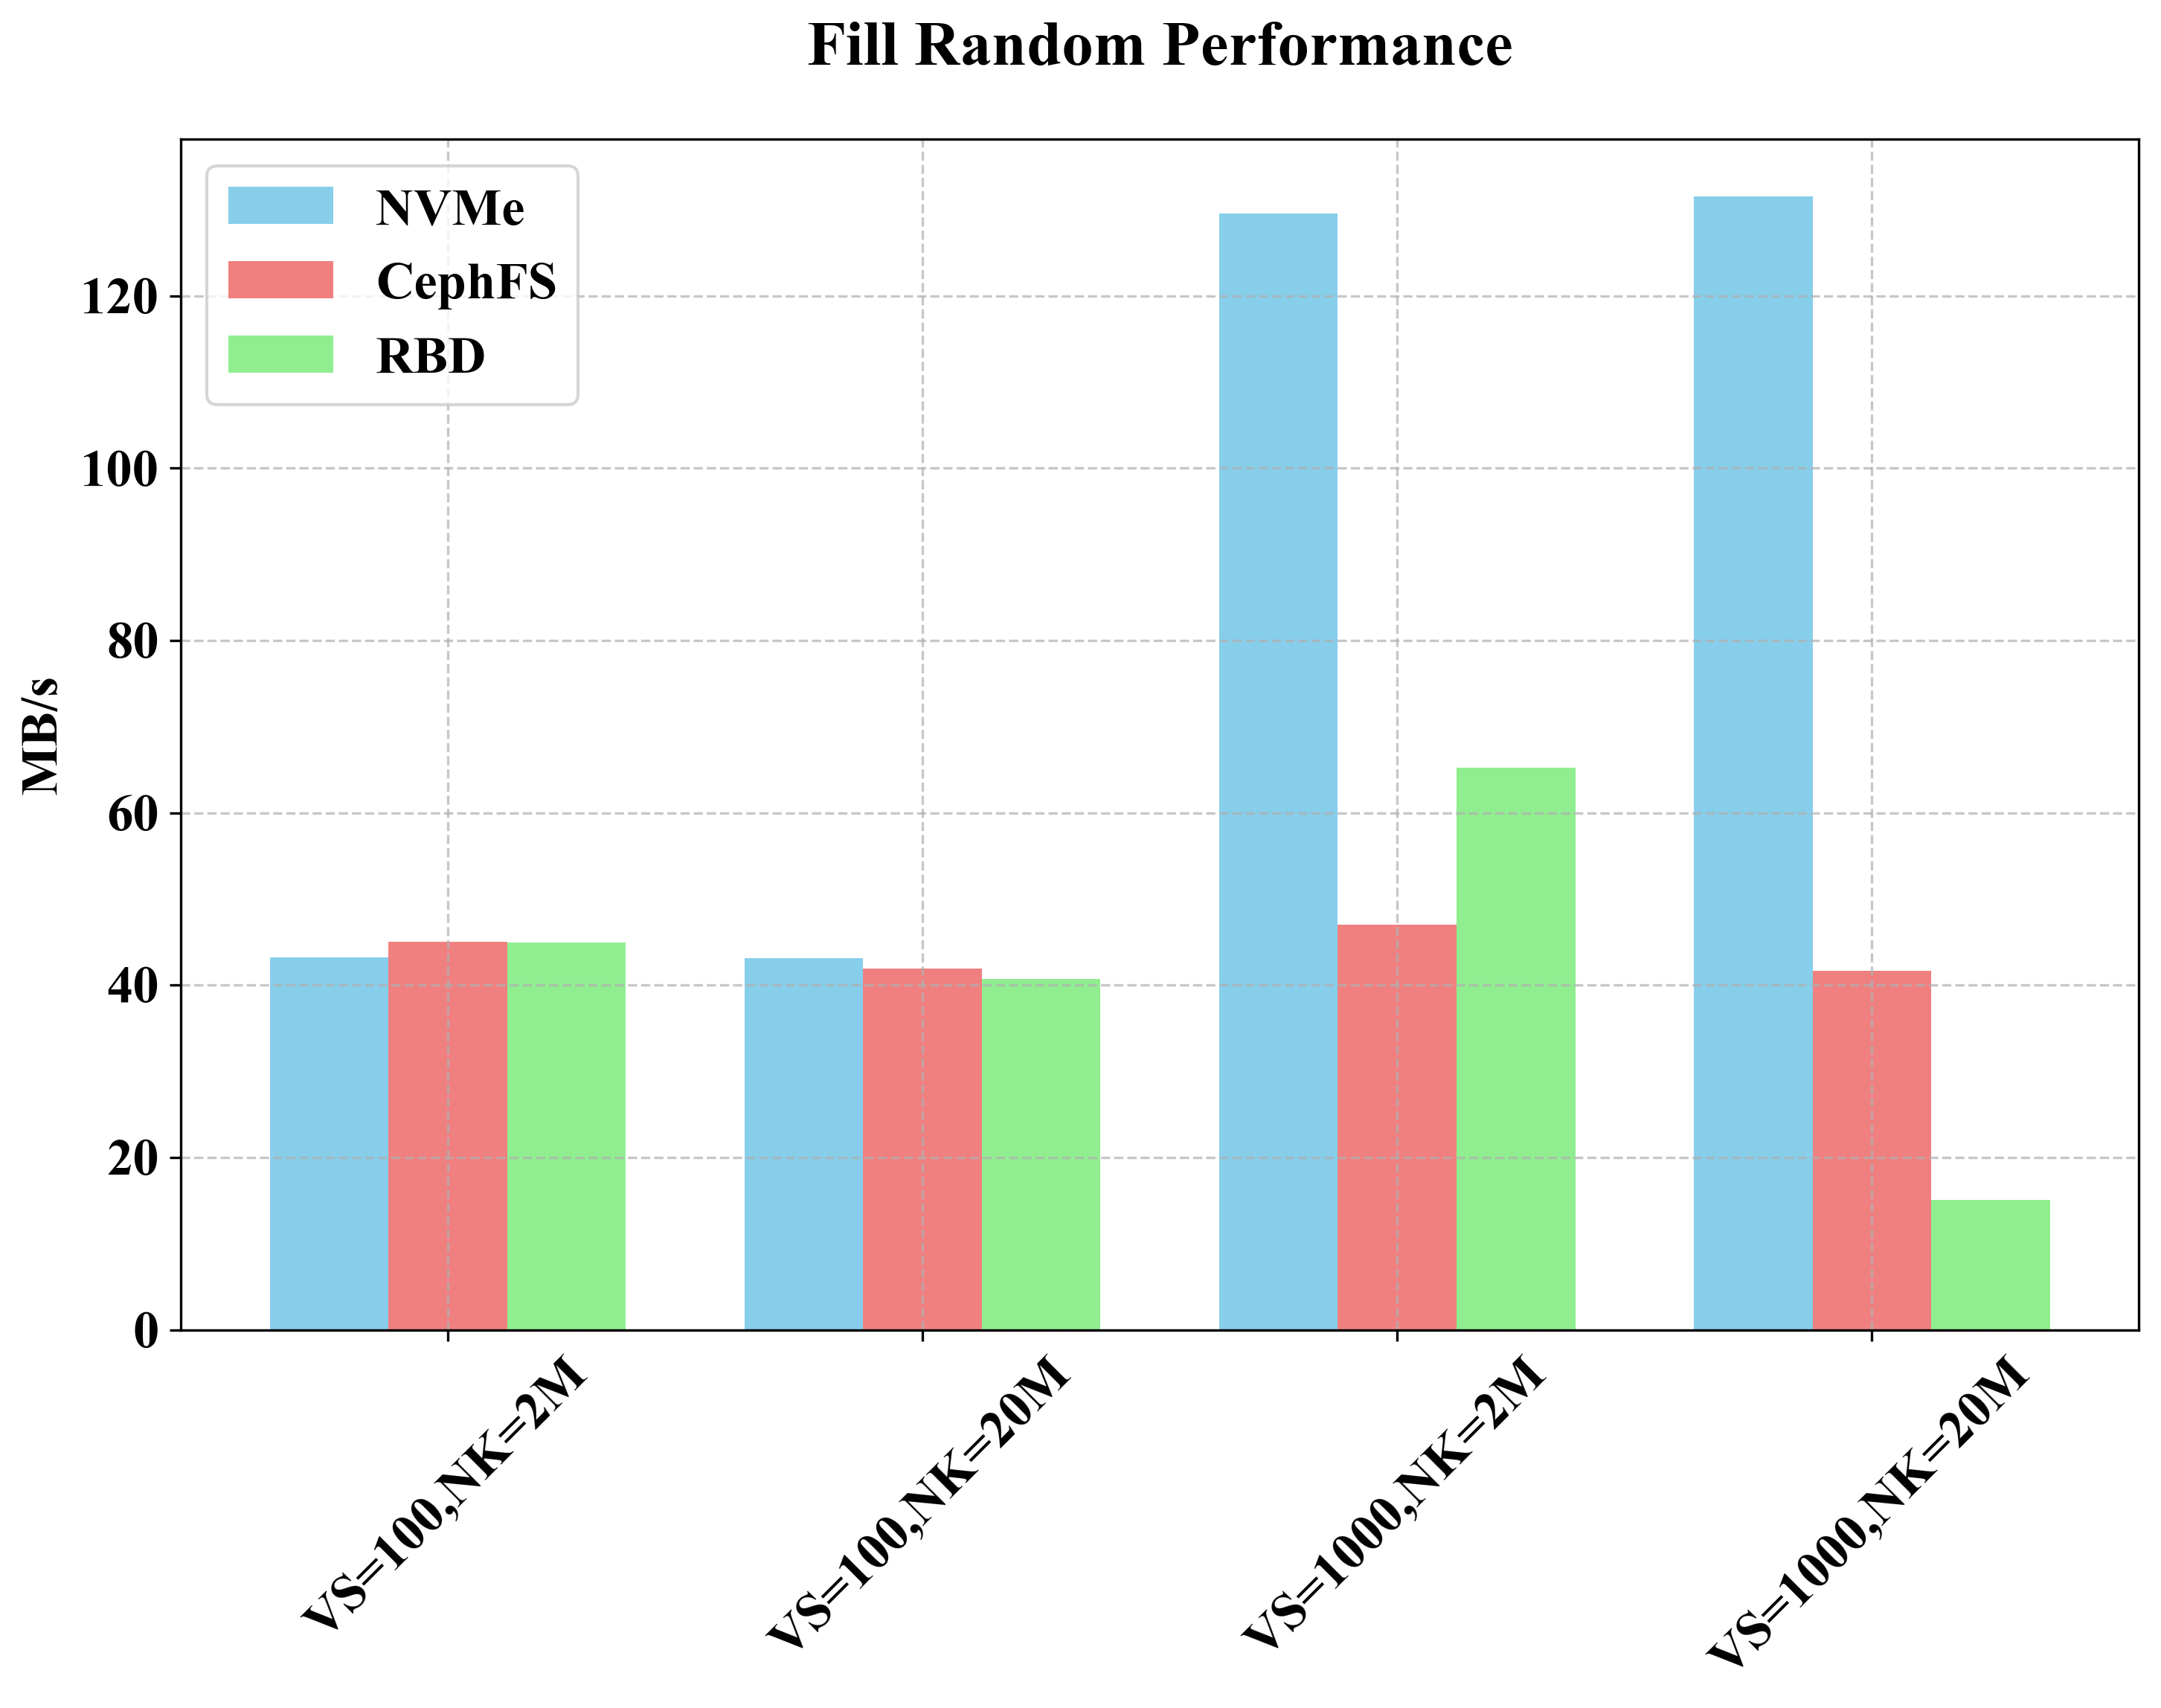 Fill Random Performance
NVMe
CephFS
RBD
MB/s
120
100
80
60
40
20
0
VS=100,NK=2M
VS=100,NK=20M
VS=1000,NK=2M
VS=1000,NK=20M